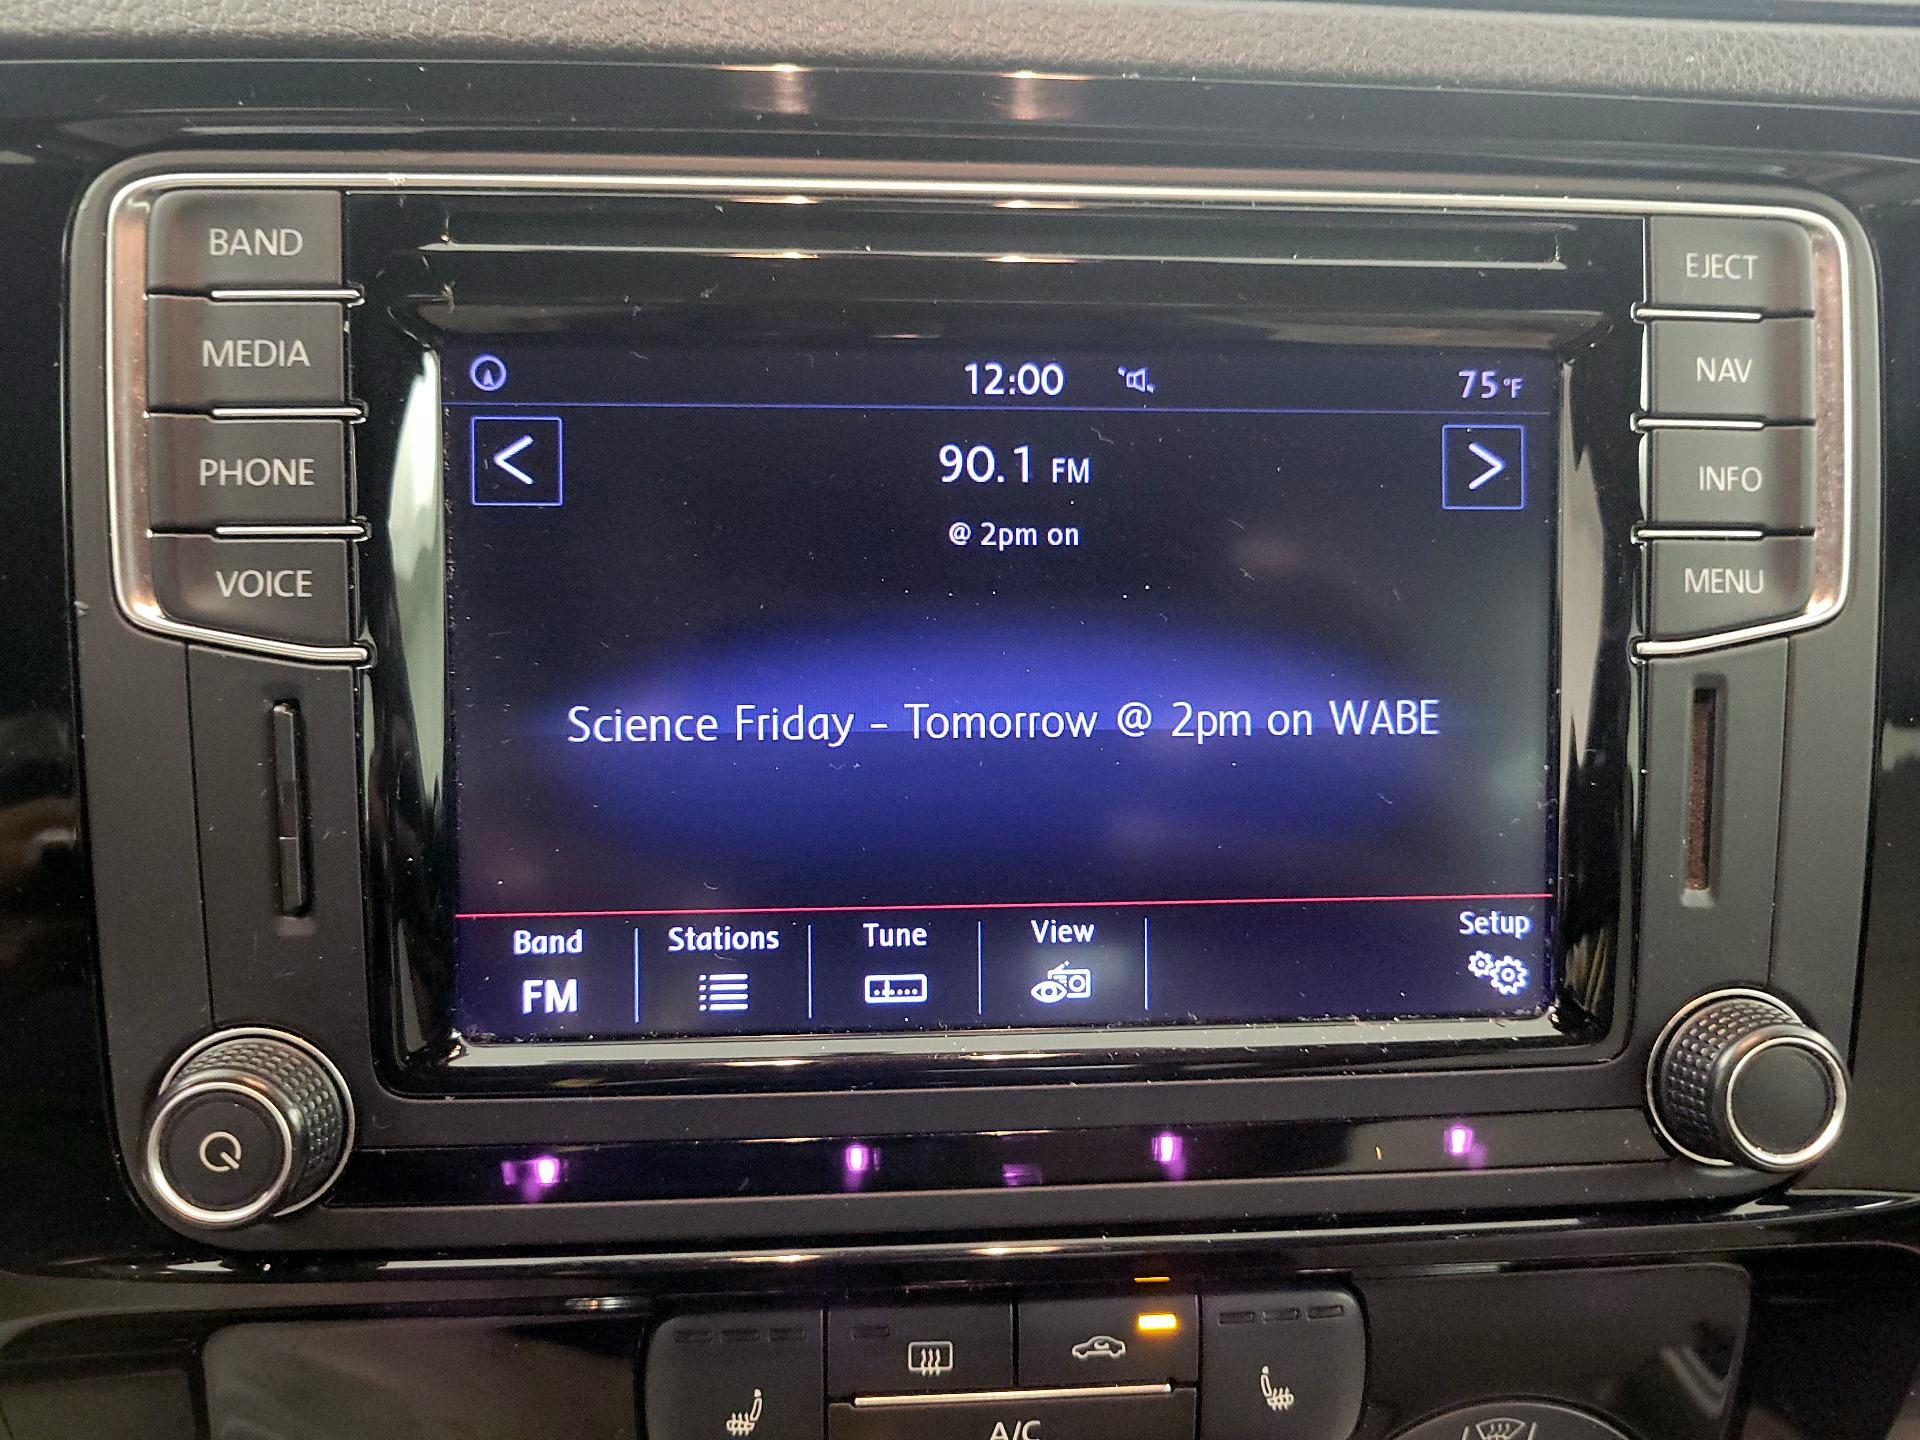 BAND
MEDIA
PHONE
VOICE
EJECT
NAV
INFO
MENU
12:00
75°F
<
90.1 FM
>
@ 2pm on
Science Friday - Tomorrow @ 2pm on WABE
Band
FM
Stations
Tune
View
Setup
A/C